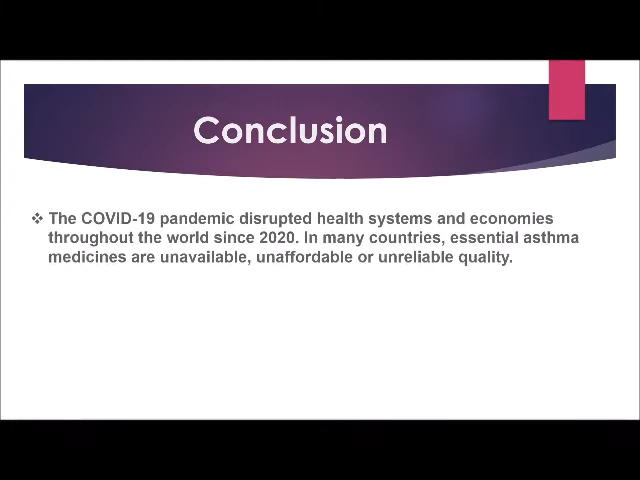 Conclusion
❖ The COVID-19 pandemic disrupted health systems and economies
throughout the world since 2020. In many countries, essential asthma
medicines are unavailable, unaffordable or unreliable quality.